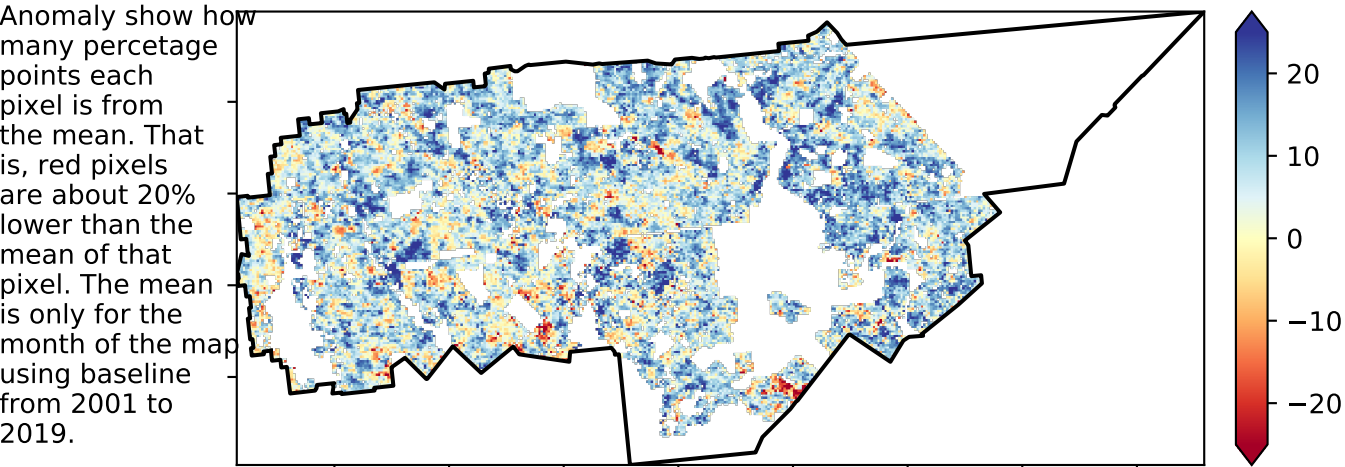 Anomaly show how
many percetage
points each
pixel is from
the mean. That
is, red pixels
are about 20%
lower than the
mean of that
pixel. The mean
is only for the
month of the map
using baseline
from 2001 to
2019.
20
10
0
−10
−20